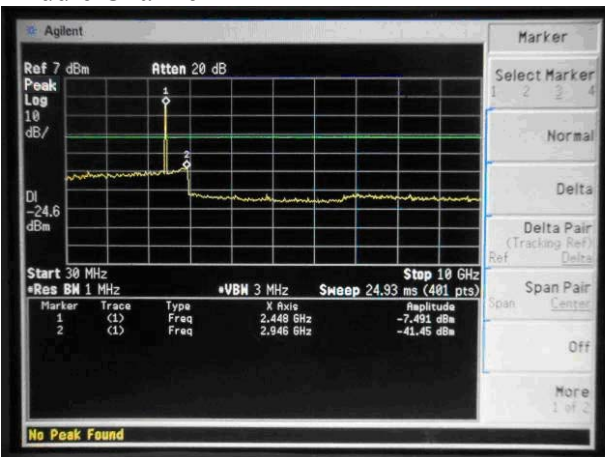 Agilent
Marker
Ref 7 dBm Atten 20 dB
Peak
Log
10
dB/
1
2
DI
-24.6
dBm
Start 30 MHz Stop 10 GHz
#Res BW 1 MHz #VBW 3 MHz Sweep 24.93 ms (401 pts)
Marker Trace Type X Axis Amplitude
1 (1) Freq 2.448 GHz -7.491 dBm
2 (1) Freq 2.946 GHz -41.45 dBm
No Peak Found
Select Marker
1 2 3 4
Normal
Delta
Delta Pair
(Tracking Ref)
Ref Delta
Span Pair
Span Center
Off
More
1 of 2